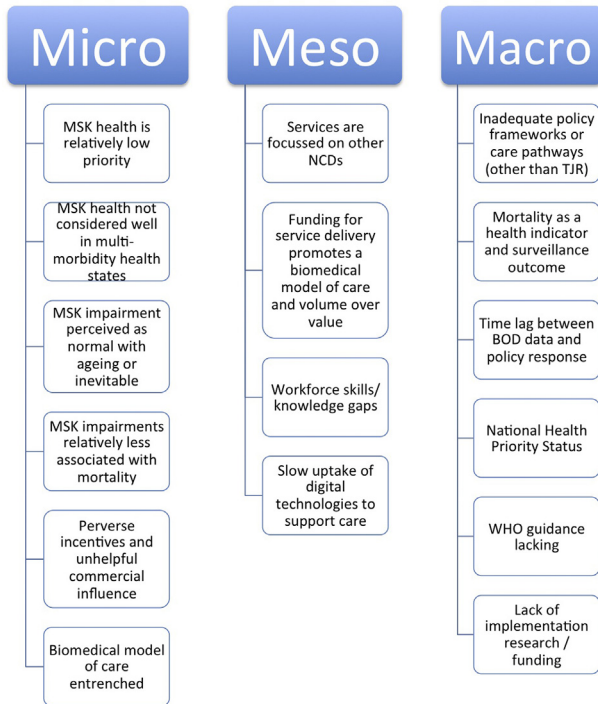 Micro
MSK health is
relatively low
priority
MSK health not
considered well
in multi-
morbidity health
states
MSK impairment
perceived as
normal with
ageing or
inevitable
MSK impairments
relatively less
associated with
mortality
Perverse
incentives and
unhelpful
commercial
influence
Biomedical model
of care
entrenched
Meso
Services are
focussed on other
NCDs
Funding for
service delivery
promotes a
biomedical
model of care
and volume over
value
Workforce skills/
knowledge gaps
Slow uptake of
digital
technologies to
support care
Macro
Inadequate policy
frameworks or
care pathways
(other than TJR)
Mortality as a
health indicator
and surveillance
outcome
Time lag between
BOD data and
policy response
National Health
Priority Status
WHO guidance
lacking
Lack of
implementation
research /
funding